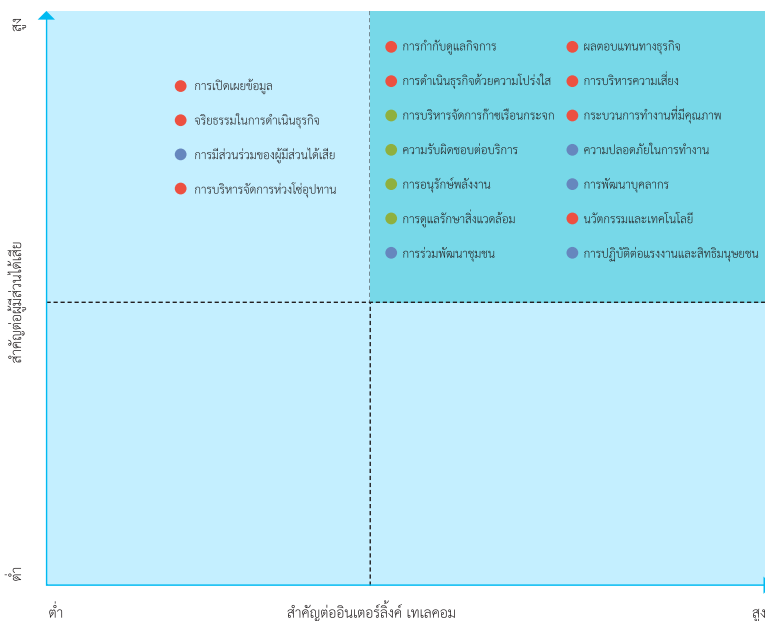 สูง
การเปิดเผยข้อมูล
จริยธรรมในการดำเนินธุรกิจ
การมีส่วนร่วมของผู้มีส่วนได้เสีย
การบริหารจัดการห่วงโซ่อุปทาน
การกำกับดูแลกิจการ
การดำเนินธุรกิจด้วยความโปร่งใส
การบริหารจัดการก๊าซเรือนกระจก
ความรับผิดชอบต่อบริการ
การอนุรักษ์พลังงาน
การดูแลรักษาสิ่งแวดล้อม
การร่วมพัฒนาชุมชน
ผลตอบแทนทางธุรกิจ
การบริหารความเสี่ยง
กระบวนการทำงานที่มีคุณภาพ
ความปลอดภัยในการทำงาน
การพัฒนาบุคลากร
นวัตกรรมและเทคโนโลยี
การปฏิบัติต่อแรงงานและสิทธิมนุษยชน
สำคัญต่อผู้มีส่วนได้เสีย
ต่ำ
ต่ำ
สำคัญต่ออินเตอร์ลิ้งค์ เทเลคอม
สูง